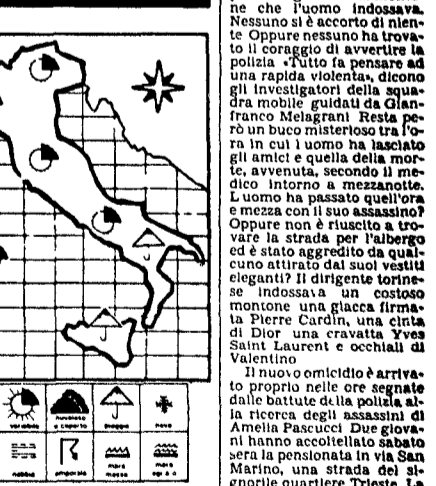 ne che l'uomo indossava.
Nessuno si è accorto di nien-
te Oppure nessuno ha trova-
to il coraggio di avvertire la
polizia «Tutto fa pensare ad
una rapida violenta», dicono
gli investigatori della squa-
dra mobile guidati da Gian-
franco Melagrani Resta pe-
rò un buco misterioso tra l'o-
ra in cui l uomo ha lasciato
gli amici e quella della mor-
te, avvenuta, secondo il me-
dico intorno a mezzanotte.
L uomo ha passato quell'ora
e mezza con il suo assassino?
Oppure non è riuscito a tro-
vare la strada per l'albergo
ed è stato aggredito da qual-
cuno attirato dai suoi vestiti
eleganti? Il dirigente torine-
se indossava un costoso
montone una giacca firma-
ta Pierre Cardin, una cinta
di Dior una cravatta Yves
Saint Laurent e occhiali di
Valentino
Il nuovo omicidio è arriva-
to proprio nelle ore segnate
dalle battute della polizia al-
la ricerca degli assassini di
Amelia Pascucci Due giova-
ni hanno accoltellato sabato
sera la pensionata in via San
Marino, una strada del si-
gnorile quartiere Trieste. La
variabile nuvoloso o coperto pioggia neve
nebbia temporale mare mosso